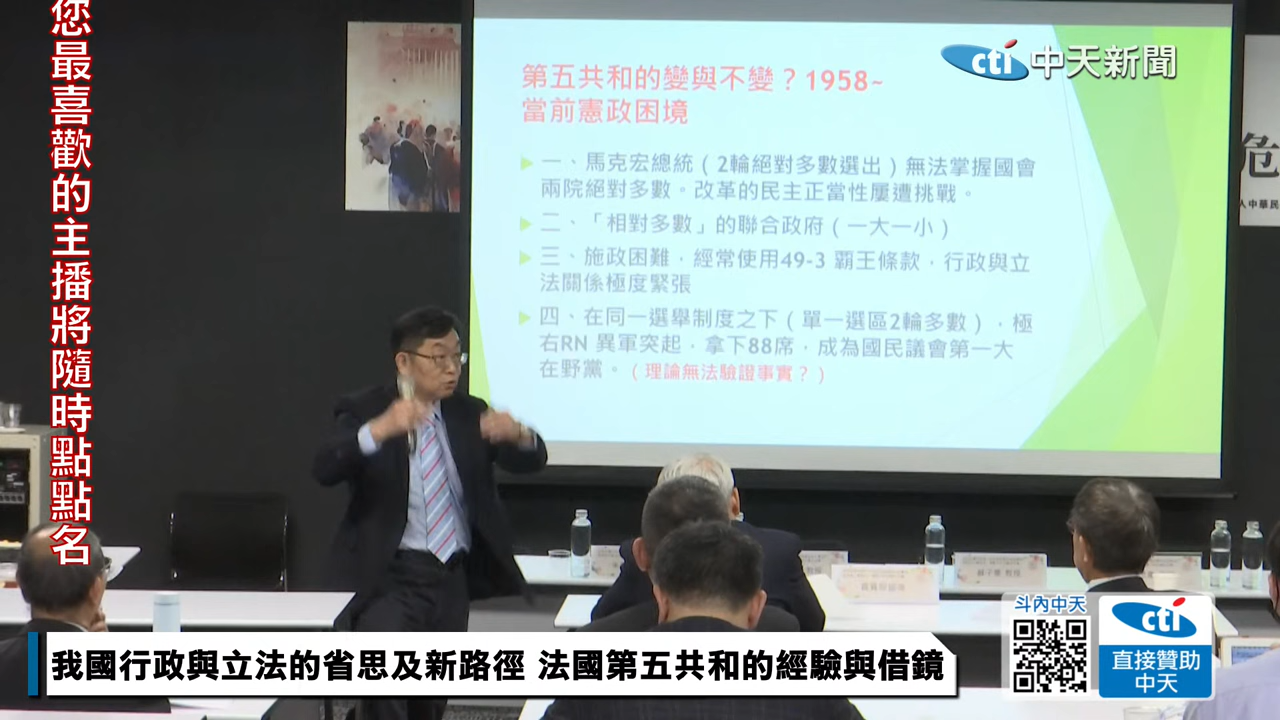 您最喜歡的主播將隨時點點名
cti 中天新聞
第五共和的變與不變？1958~
當前憲政困境
一、馬克宏總統（2輪絕對多數選出）無法掌握國會
兩院絕對多數。改革的民主正當性屢遭挑戰。
二、「相對多數」的聯合政府（一大一小）
三、施政困難，經常使用49-3 霸王條款，行政與立
法關係極度緊張
四、在同一選舉制度之下（單一選區2輪多數），極
右RN 異軍突起，拿下88席，成為國民議會第一大
在野黨。（理論無法驗證事實？）
危
人中華民
斗內中天
cti
直接贊助
中天
我國行政與立法的省思及新路徑 法國第五共和的經驗與借鏡